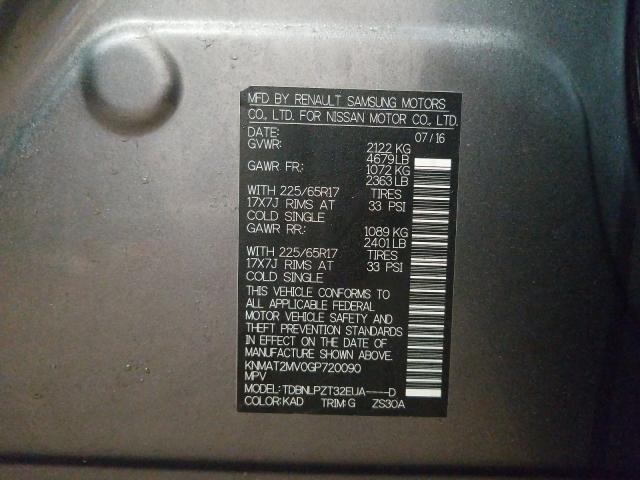 MFD BY RENAULT SAMSUNG MOTORS
CO., LTD. FOR NISSAN MOTOR CO., LTD.
DATE: 07/16
GVWR: 2122 KG
4679 LB
GAWR FR: 1072 KG
2363 LB
WITH 225/65R17 TIRES
17X7J RIMS AT 33 PSI
COLD SINGLE
GAWR RR: 1089 KG
2401 LB
WITH 225/65R17 TIRES
17X7J RIMS AT 33 PSI
COLD SINGLE
THIS VEHICLE CONFORMS TO
ALL APPLICABLE FEDERAL
MOTOR VEHICLE SAFETY AND
THEFT PREVENTION STANDARDS
IN EFFECT ON THE DATE OF
MANUFACTURE SHOWN ABOVE.
KNMAT2MV0GP720090
MPV
MODEL: TDBNLPZT32EUA----D
COLOR: KAD TRIM: G ZS30A